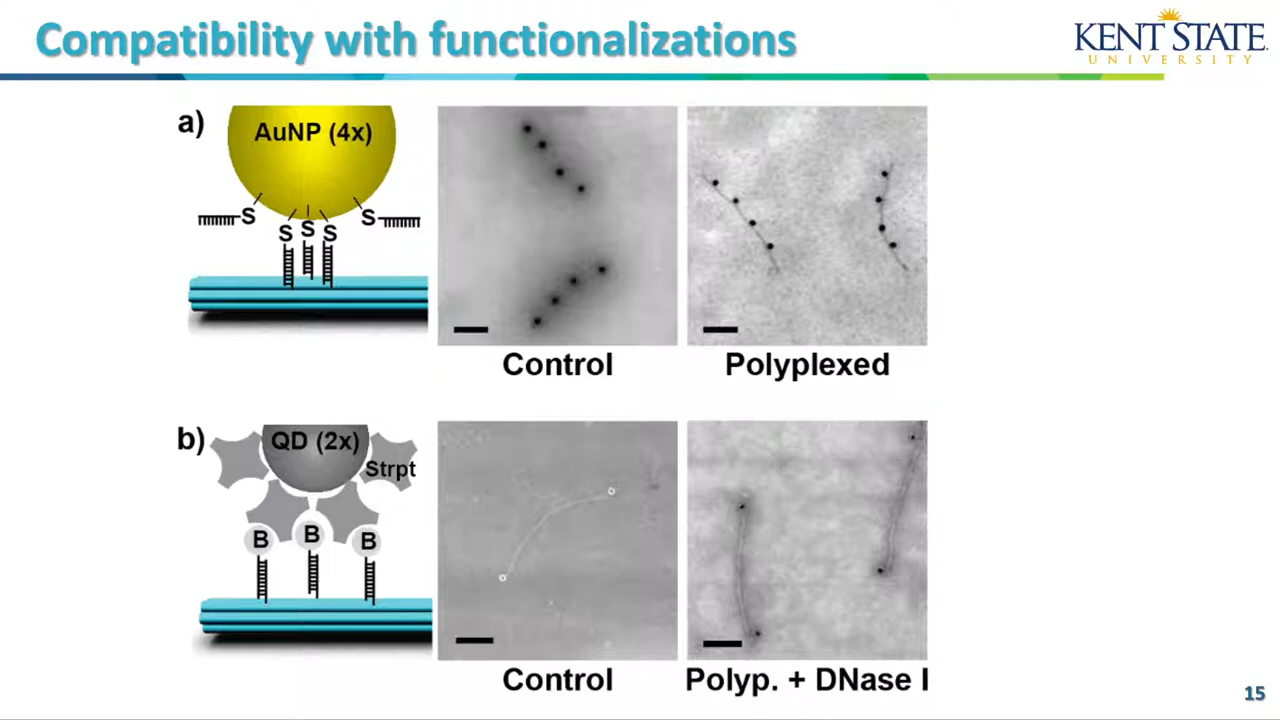 Compatibility with functionalizations
KENT STATE
UNIVERSITY
a)
AuNP (4x)
S
S
S
S
S
Control
Polyplexed
b)
QD (2x)
Strpt
B
B
B
Control
Polyp. + DNase I
15